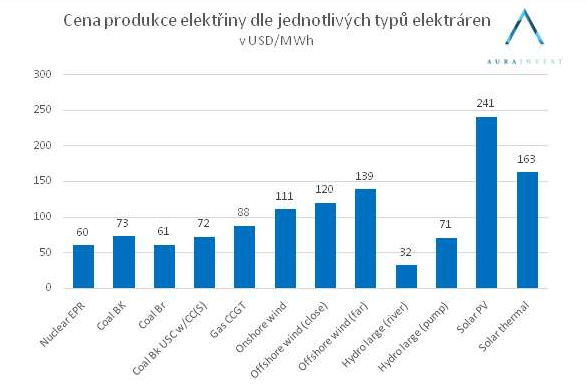 Cena produkce elektřiny dle jednotlivých typů elektráren
v USD/MWh
AURAINVEST
300
250
200
150
100
50
0
60
73
61
72
88
111
120
139
32
71
241
163
Nuclear EPR
Coal BK
Coal Br
Coal Bk USC w/CC(S)
Gas CCGT
Onshore wind
Offshore wind (close)
Offshore wind (far)
Hydro large (river)
Hydro large (pump)
Solar PV
Solar thermal